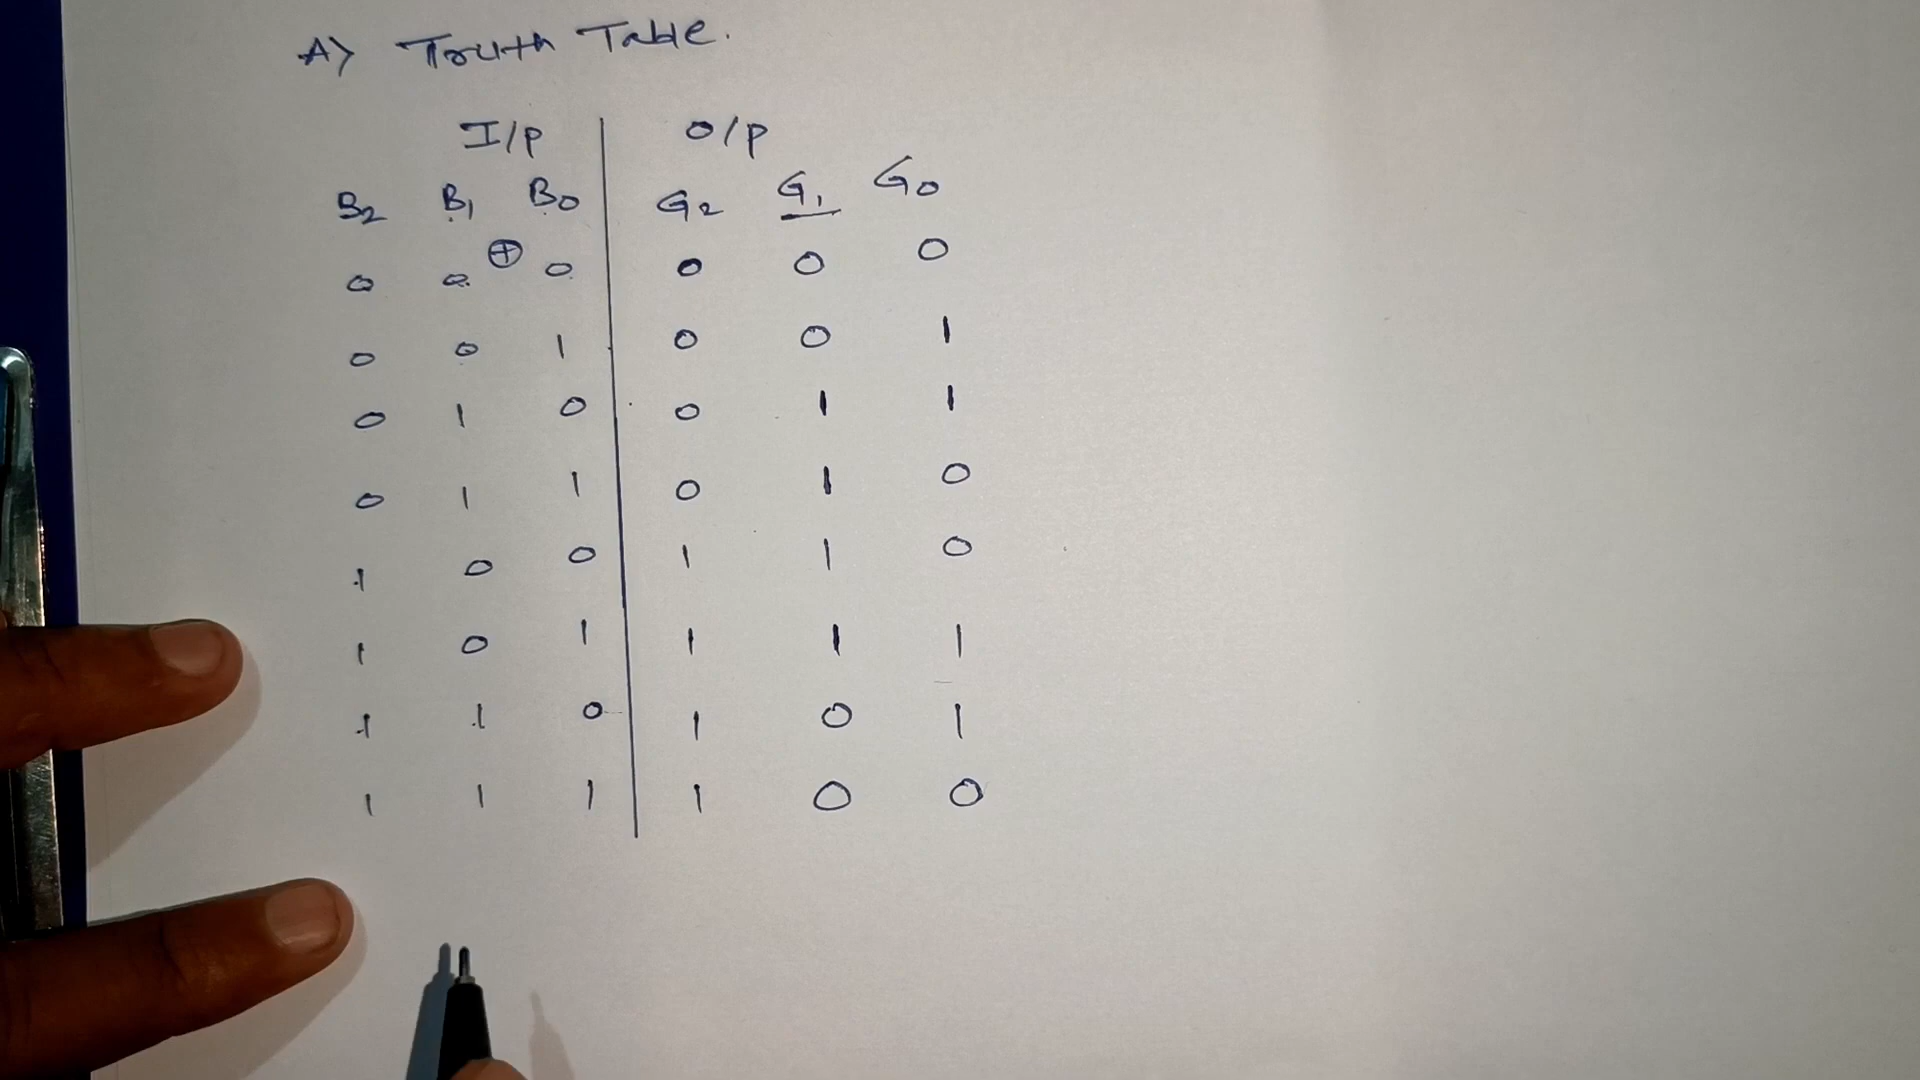 A) Truth Table.
I/P O/P
B2 B1 B0 G2 G1 G0
0 0 ⊕ 0 0 0 0
0 0 1 0 0 1
0 1 0 0 1 1
0 1 1 0 1 0
1 0 0 1 1 0
1 0 1 1 1 1
1 1 0 1 0 1
1 1 1 1 0 0